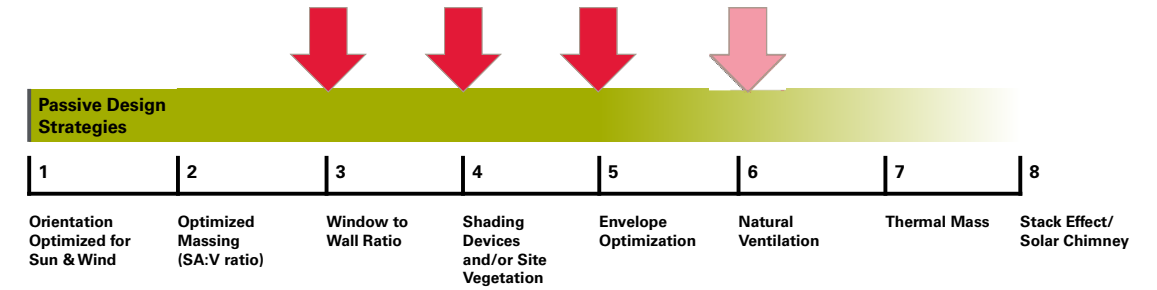 Passive Design
Strategies
1
2
3
4
5
6
7
8
Orientation
Optimized for
Sun & Wind
Optimized
Massing
(SA:V ratio)
Window to
Wall Ratio
Shading
Devices
and/or Site
Vegetation
Envelope
Optimization
Natural
Ventilation
Thermal Mass
Stack Effect/
Solar Chimney